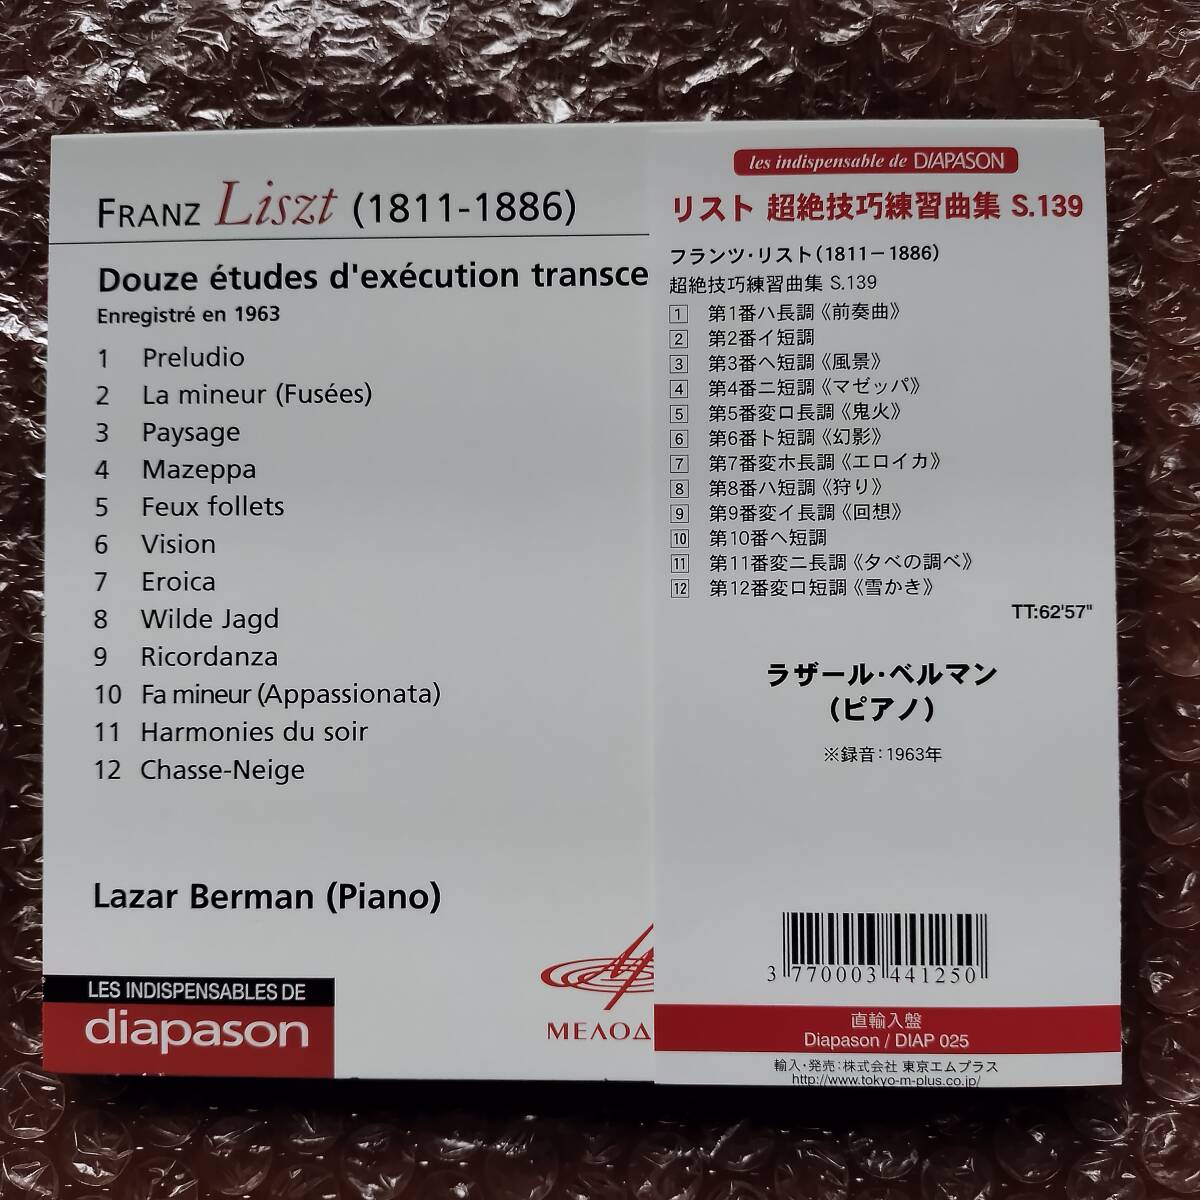 FRANZ Liszt (1811-1886)
Douze études d'exécution transce
Enregistré en 1963
1 Preludio
2 La mineur (Fusées)
3 Paysage
4 Mazeppa
5 Feux follets
6 Vision
7 Eroica
8 Wilde Jagd
9 Ricordanza
10 Fa mineur (Appassionata)
11 Harmonies du soir
12 Chasse-Neige
Lazar Berman (Piano)
LES INDISPENSABLES DE
diapason
МЕЛОД
les indispensable de DIAPASON
リスト 超絶技巧練習曲集 S.139
フランツ・リスト(1811－1886)
超絶技巧練習曲集 S.139
1 第1番ハ長調《前奏曲》
2 第2番イ短調
3 第3番ヘ短調《風景》
4 第4番ニ短調《マゼッパ》
5 第5番変ロ長調《鬼火》
6 第6番ト短調《幻影》
7 第7番変ホ長調《エロイカ》
8 第8番ハ短調《狩り》
9 第9番変イ長調《回想》
10 第10番ヘ短調
11 第11番変ニ長調《夕べの調べ》
12 第12番変ロ短調《雪かき》
TT:62'57"
ラザール・ベルマン
(ピアノ)
※録音：1963年
3 770003 441250
直輸入盤
Diapason / DIAP 025
輸入・発売：株式会社 東京エムプラス
http://www.tokyo-m-plus.co.jp/